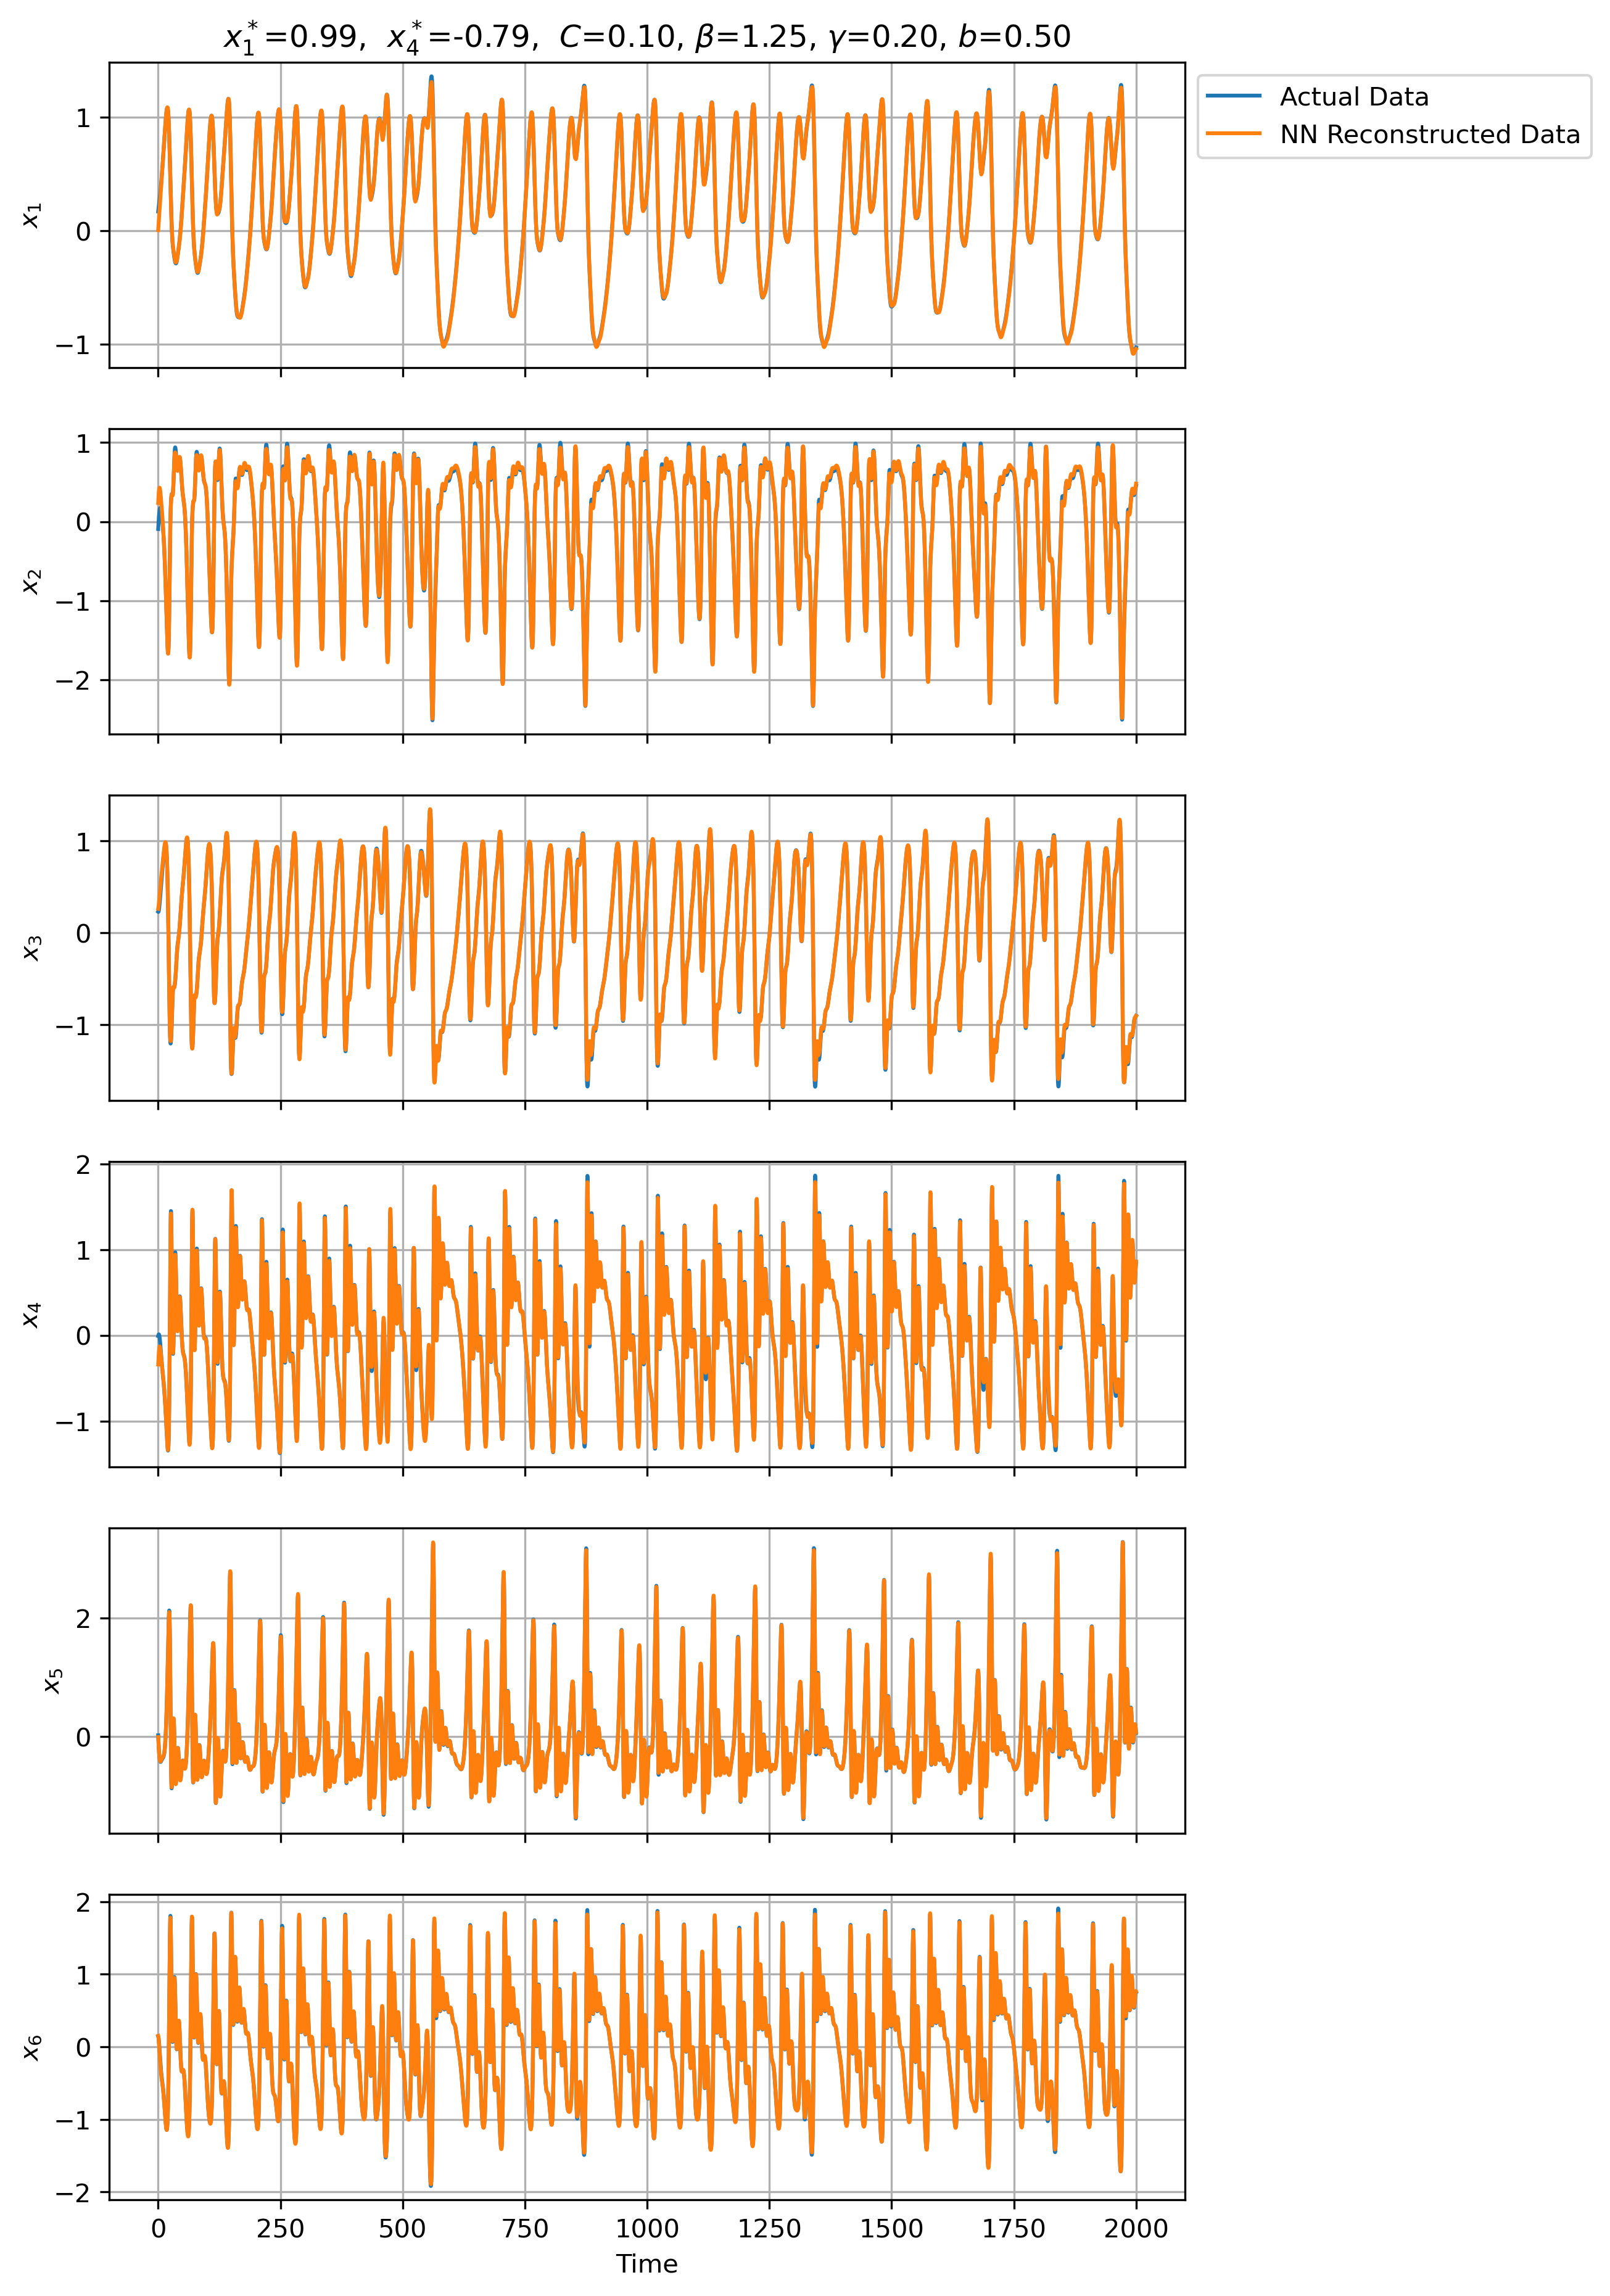 x₁*=0.99, x₄*=-0.79, C=0.10, β=1.25, γ=0.20, b=0.50
Actual Data
NN Reconstructed Data
1
0
−1
x₁
1
0
−1
−2
x₂
1
0
−1
x₃
2
1
0
−1
x₄
2
0
x₅
2
1
0
−1
−2
x₆
0 250 500 750 1000 1250 1500 1750 2000
Time